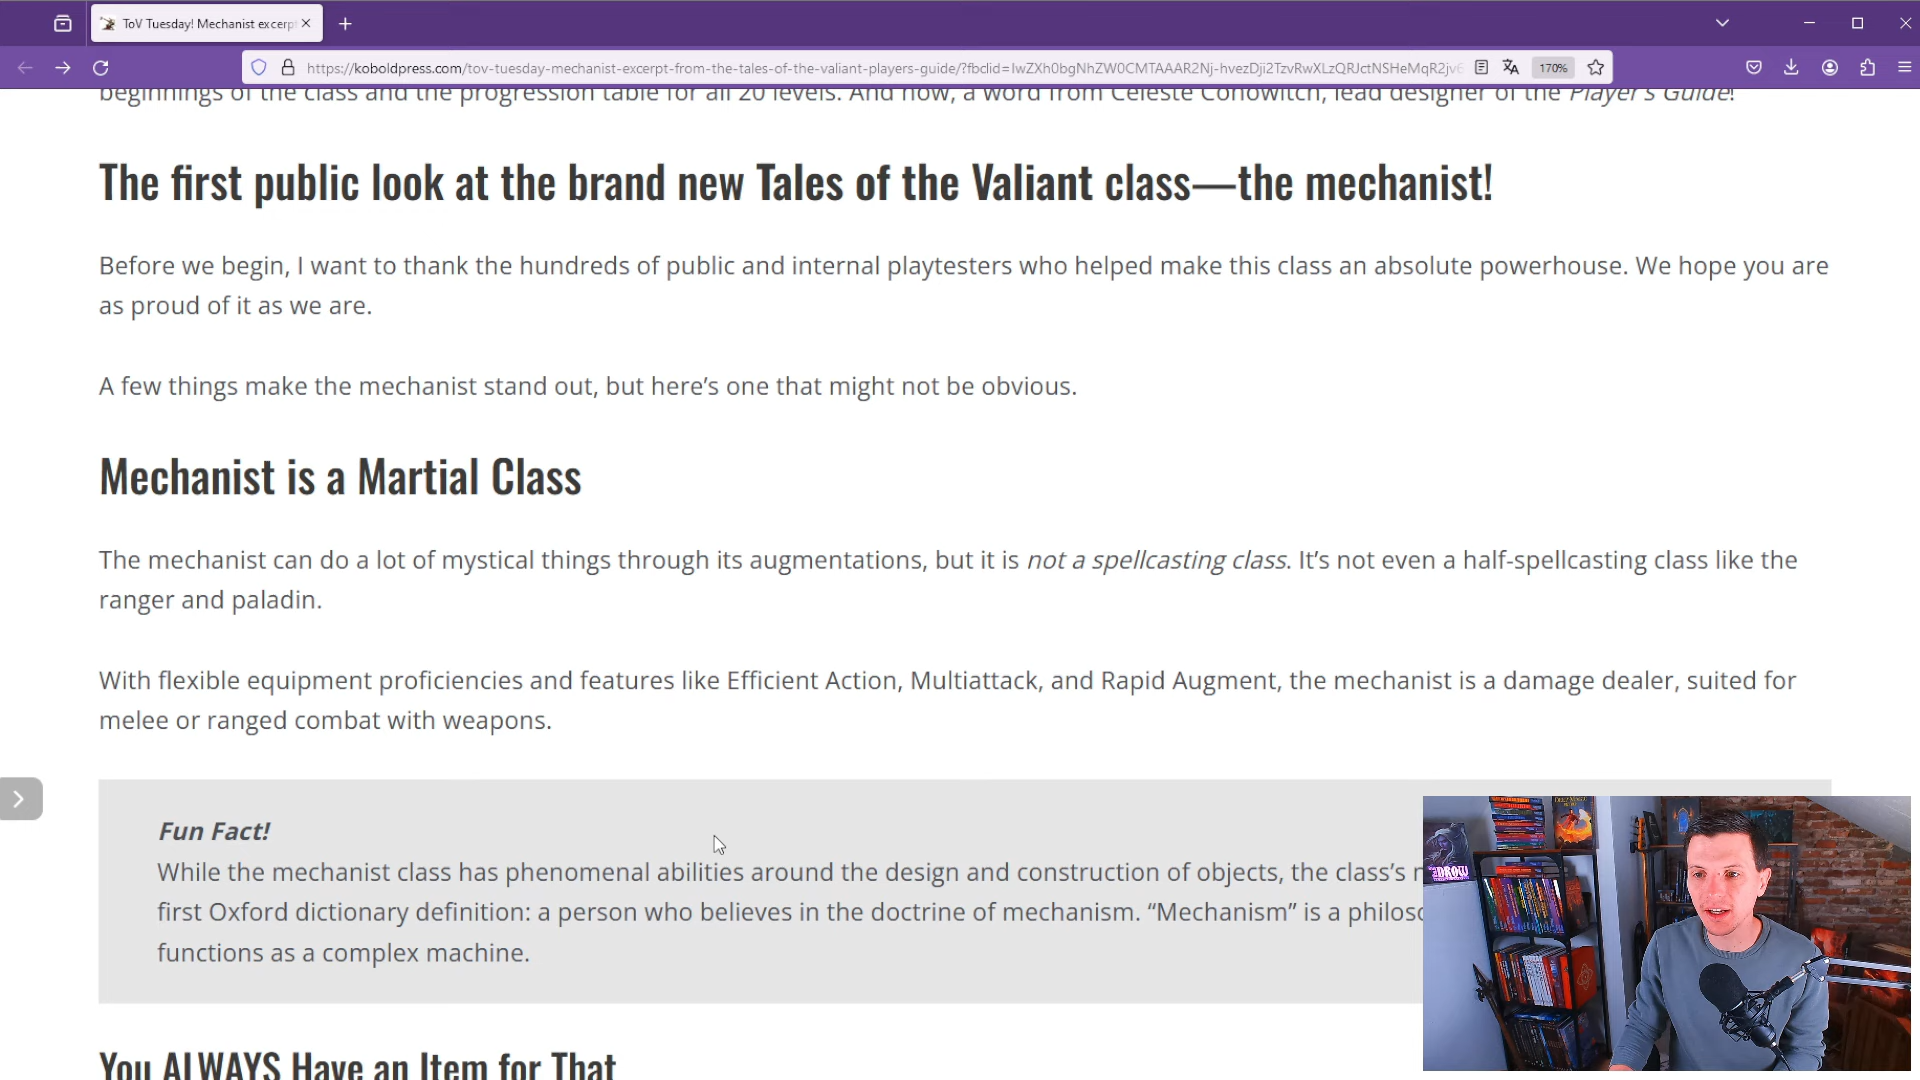 ToV Tuesday! Mechanist excerp
https://koboldpress.com/tov-tuesday-mechanist-excerpt-from-the-tales-of-the-valiant-players-guide/?fbclid=
170%
beginnings of the class and the progression table for all 20 levels. And now, a word from Celeste Conowitch, lead designer of the Player's Guide!
The first public look at the brand new Tales of the Valiant class—the mechanist!
Before we begin, I want to thank the hundreds of public and internal playtesters who helped make this class an absolute powerhouse. We hope you are
as proud of it as we are.
A few things make the mechanist stand out, but here’s one that might not be obvious.
Mechanist is a Martial Class
The mechanist can do a lot of mystical things through its augmentations, but it is not a spellcasting class. It’s not even a half-spellcasting class like the
ranger and paladin.
With flexible equipment proficiencies and features like Efficient Action, Multiattack, and Rapid Augment, the mechanist is a damage dealer, suited for
melee or ranged combat with weapons.
Fun Fact!
While the mechanist class has phenomenal abilities around the design and construction of objects, the class’s
first Oxford dictionary definition: a person who believes in the doctrine of mechanism. “Mechanism” is a
functions as a complex machine.
DROW
You ALWAYS Have an Item for That